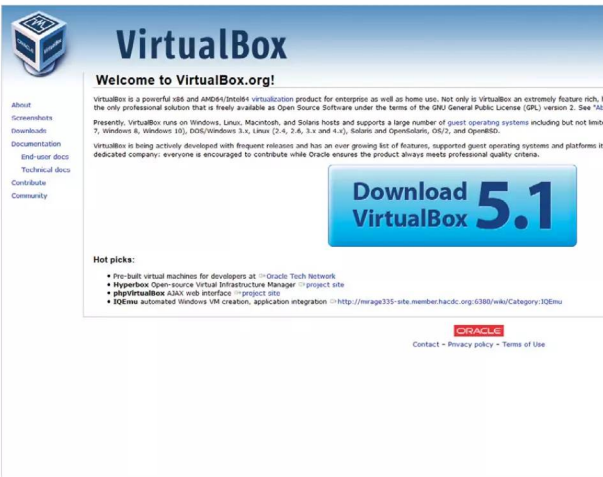 VirtualBox
Welcome to VirtualBox.org!
VirtualBox is a powerful x86 and AMD64/Intel64 virtualization product for enterprise as well as home use. Not only is VirtualBox an extremely feature rich,
the only professional solution that is freely available as Open Source Software under the terms of the GNU General Public License (GPL) version 2. See "Ab
Presently, VirtualBox runs on Windows, Linux, Macintosh, and Solaris hosts and supports a large number of guest operating systems including but not limit
7, Windows 8, Windows 10), DOS/Windows 3.x, Linux (2.4, 2.6, 3.x and 4.x), Solaris and OpenSolaris, OS/2, and OpenBSD.
VirtualBox is being actively developed with frequent releases and has an ever growing list of features, supported guest operating systems and platforms it
dedicated company: everyone is encouraged to contribute while Oracle ensures the product always meets professional quality criteria.
About
Screenshots
Downloads
Documentation
End-user docs
Technical docs
Contribute
Community
Download
VirtualBox 5.1
Hot picks:
• Pre-built virtual machines for developers at Oracle Tech Network
• Hyperbox Open-source Virtual Infrastructure Manager project site
• phpVirtualBox AJAX web interface project site
• IQEmu automated Windows VM creation, application integration http://mirage335-site.member.hacdc.org:6380/wiki/Category:IQEmu
ORACLE
Contact – Privacy policy – Terms of Use